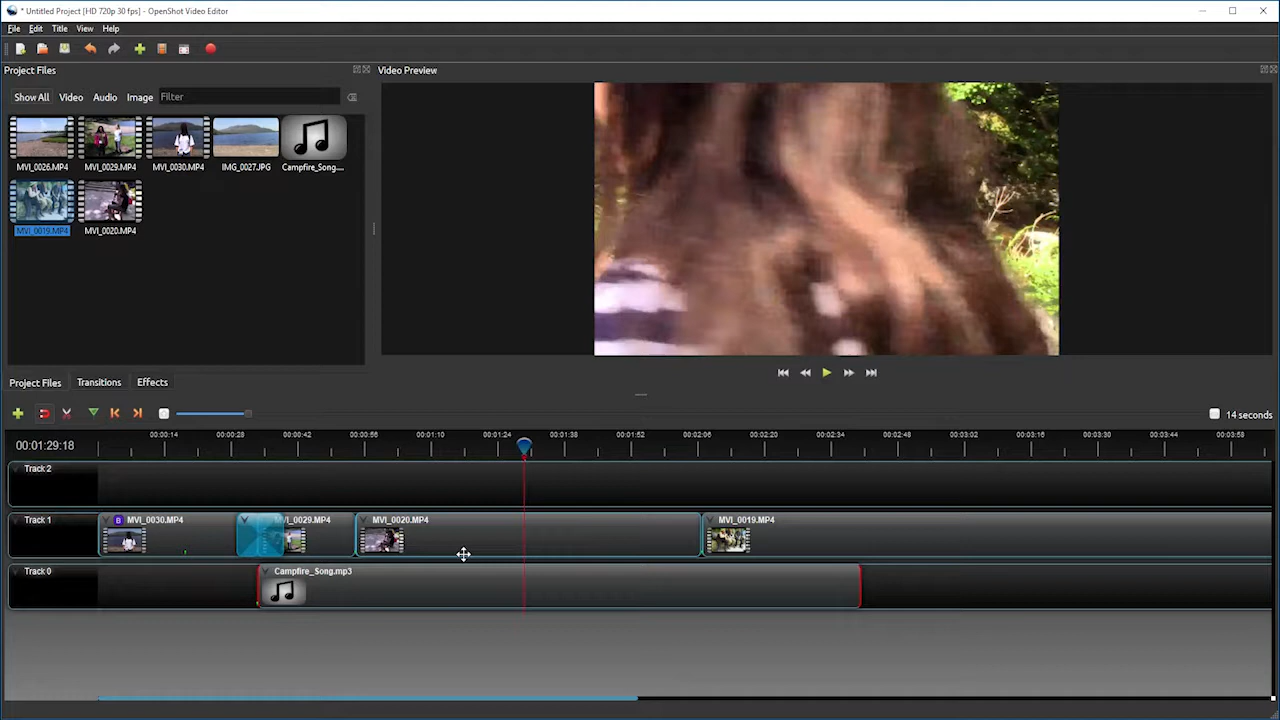 * Untitled Project [HD 720p 30 fps] - OpenShot Video Editor
File Edit Title View Help
Project Files
Video Preview
Show All Video Audio Image Filter
MVI_0026.MP4 MVI_0029.MP4 MVI_0030.MP4 IMG_0027.JPG Campfire_Song...
MVI_0019.MP4 MVI_0020.MP4
Project Files Transitions Effects
14 seconds
00:01:29:18
00:00:14 00:00:28 00:00:42 00:00:56 00:01:10 00:01:24 00:01:38 00:01:52 00:02:06 00:02:20 00:02:34 00:02:48 00:03:02 00:03:16 00:03:30 00:03:44 00:03:58
Track 2
Track 1
B MVI_0030.MP4
VI_0029.MP4
MVI_0020.MP4
MVI_0019.MP4
Track 0
Campfire_Song.mp3